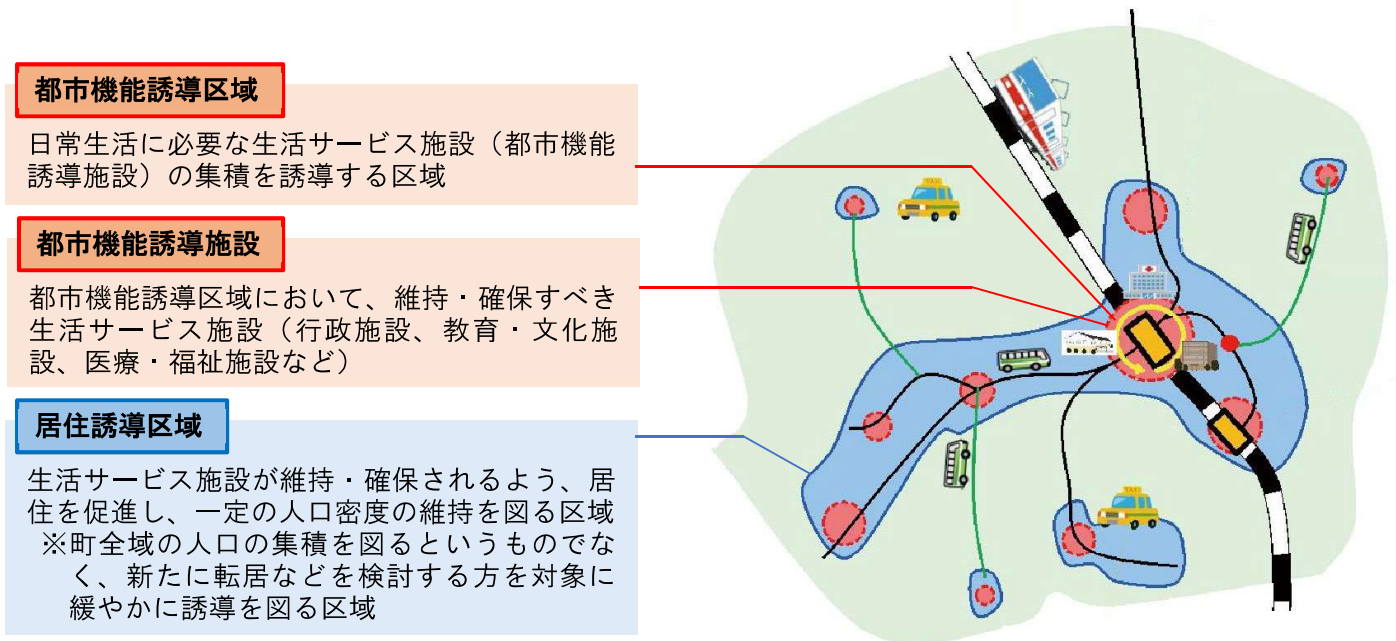 都市機能誘導区域
日常生活に必要な生活サービス施設（都市機能
誘導施設）の集積を誘導する区域
都市機能誘導施設
都市機能誘導区域において、維持・確保すべき
生活サービス施設（行政施設、教育・文化施
設、医療・福祉施設など）
居住誘導区域
生活サービス施設が維持・確保されるよう、居
住を促進し、一定の人口密度の維持を図る区域
※町全域の人口の集積を図るというものでな
く、新たに転居などを検討する方を対象に
緩やかに誘導を図る区域
TAXI
TAXI